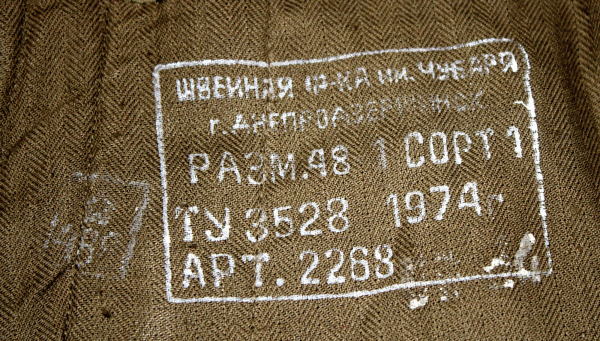 ШВЕЙНАЯ Ф-КА ИМ. ЧУБАРЯ
Г. ДНЕПРОДЗЕРЖИНСК
РАЗМ. 48 1 СОРТ 1
ТУ 3528 1974 г.
АРТ. 2268